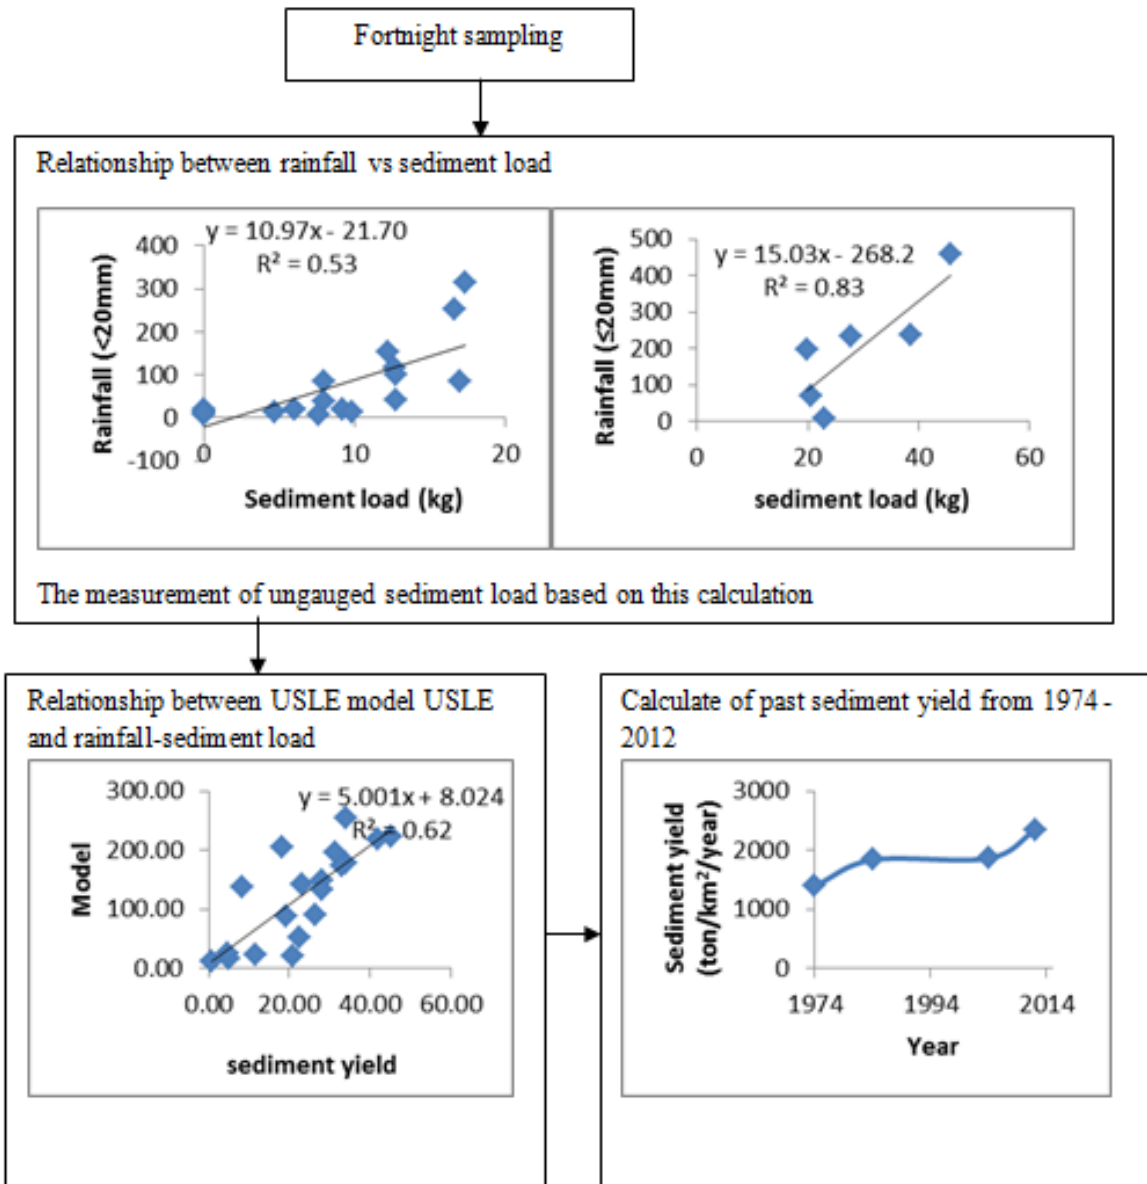 Fortnight sampling
Relationship between rainfall vs sediment load
y = 10.97x - 21.70
R² = 0.53
400
300
200
100
0
-100
0
10
20
Rainfall (<20mm)
Sediment load (kg)
y = 15.03x - 268.2
R² = 0.83
500
400
300
200
100
0
0
20
40
60
Rainfall (≤20mm)
sediment load (kg)
The measurement of ungauged sediment load based on this calculation
Relationship between USLE model USLE
and rainfall-sediment load
y = 5.001x + 8.024
R² = 0.62
300.00
200.00
100.00
0.00
0.00
20.00
40.00
60.00
Model
sediment yield
Calculate of past sediment yield from 1974 -
2012
Sediment yield
(ton/km²/year)
3000
2000
1000
0
1974
1994
2014
Year